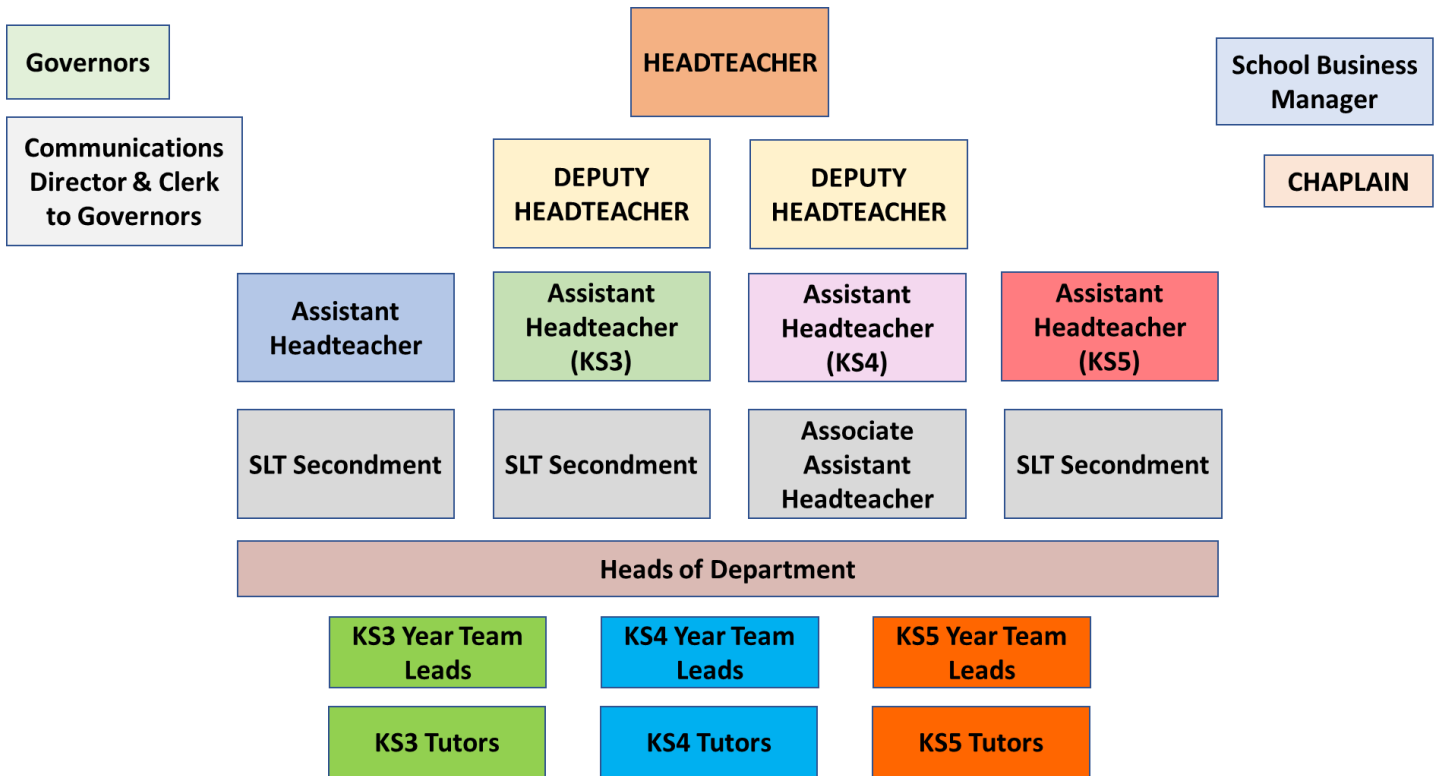 Governors
HEADTEACHER
School Business
Manager
Communications
Director & Clerk
to Governors
CHAPLAIN
DEPUTY
HEADTEACHER
DEPUTY
HEADTEACHER
Assistant
Headteacher
Assistant
Headteacher
(KS3)
Assistant
Headteacher
(KS4)
Assistant
Headteacher
(KS5)
SLT Secondment
SLT Secondment
Associate
Assistant
Headteacher
SLT Secondment
Heads of Department
KS3 Year Team
Leads
KS4 Year Team
Leads
KS5 Year Team
Leads
KS3 Tutors
KS4 Tutors
KS5 Tutors